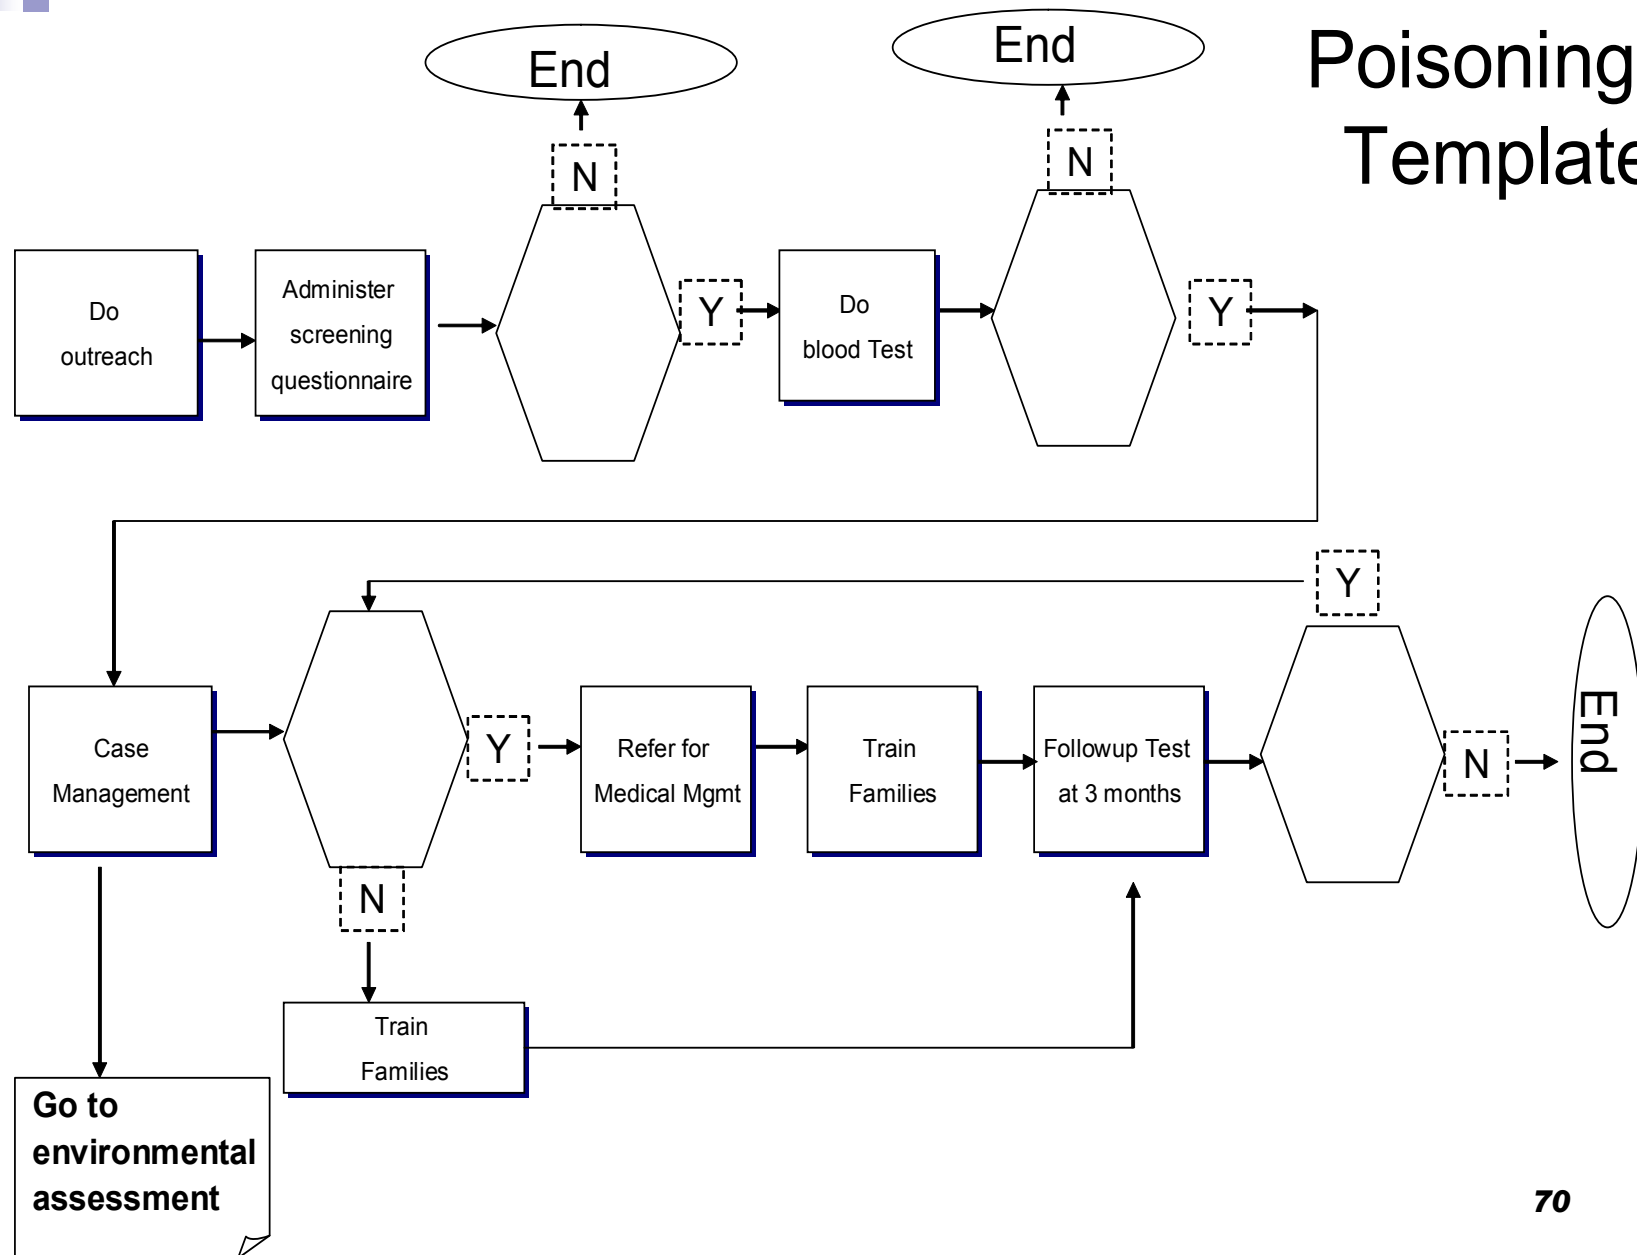 Poisoning
Template
End
End
N
N
Do
outreach
Administer
screening
questionnaire
Y
Do
blood Test
Y
Y
Case
Management
Y
Refer for
Medical Mgmt
Train
Families
Followup Test
at 3 months
N
End
N
Train
Families
Go to
environmental
assessment
70